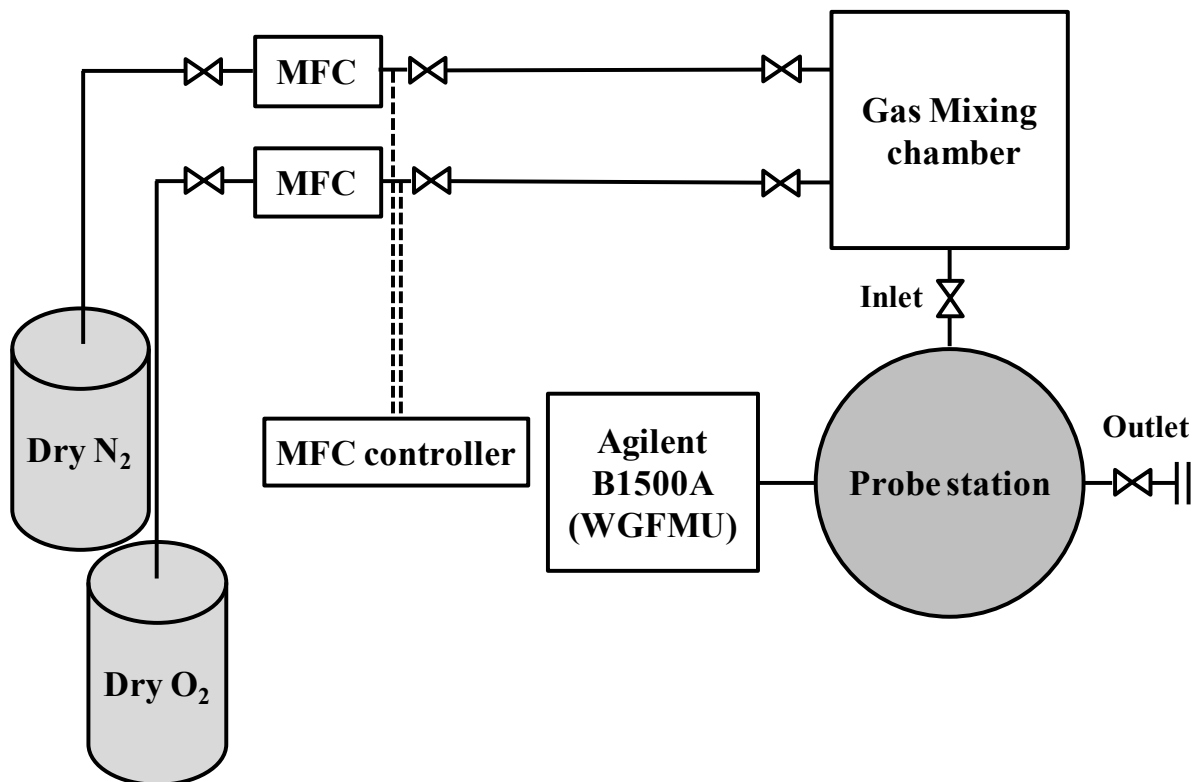 MFC
Gas Mixing
chamber
MFC
Inlet
Dry N₂
MFC controller
Agilent
B1500A
(WGFMU)
Probe station
Outlet
Dry O₂